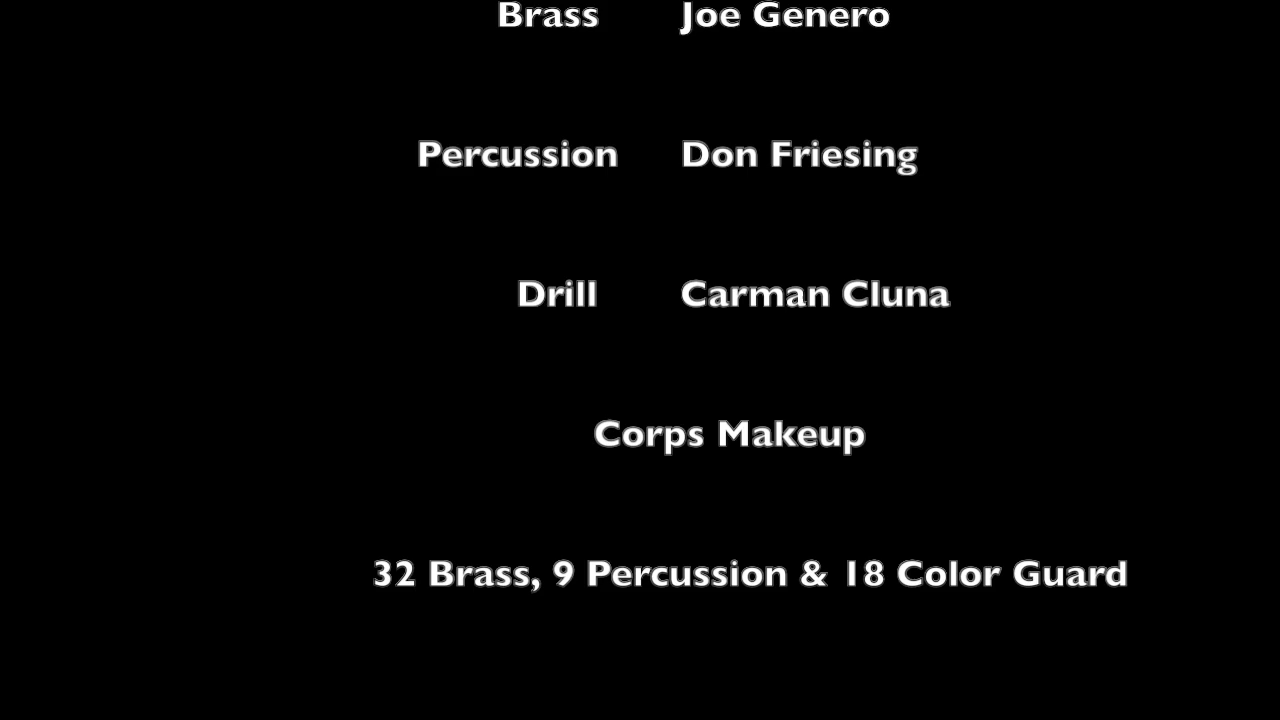 Brass Joe Genero
Percussion Don Friesing
Drill Carman Cluna
Corps Makeup
32 Brass, 9 Percussion & 18 Color Guard